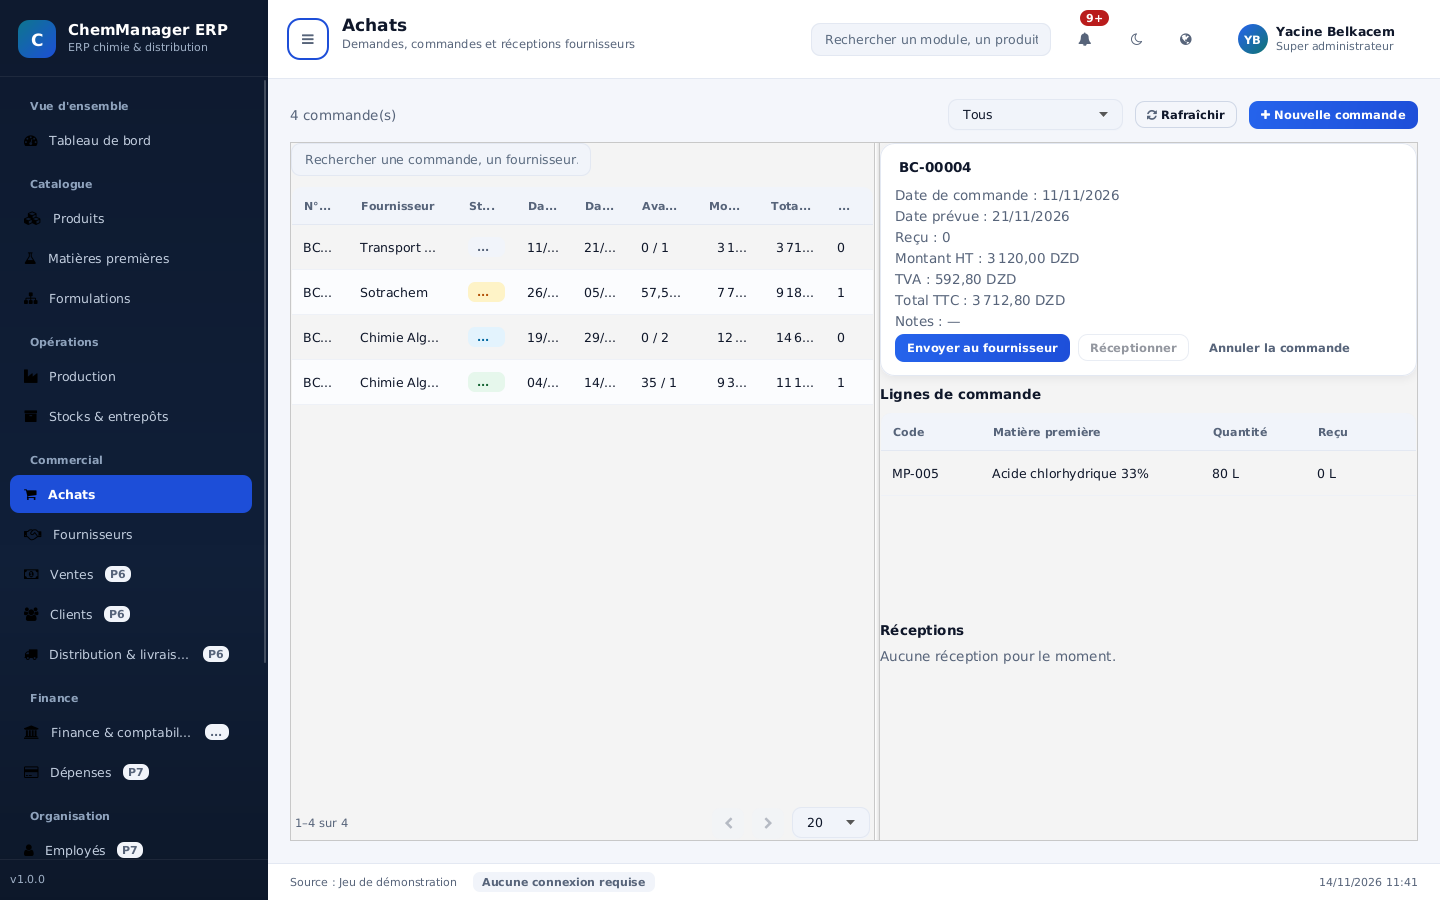 C
ChemManager ERP
ERP chimie & distribution
Vue d'ensemble
Tableau de bord
Catalogue
Produits
Matières premières
Formulations
Opérations
Production
Stocks & entrepôts
Commercial
Achats
Fournisseurs
Ventes P6
Clients P6
Distribution & livrais... P6
Finance
Finance & comptabil... ...
Dépenses P7
Organisation
Employés P7
v1.0.0
Achats
Demandes, commandes et réceptions fournisseurs
Rechercher un module, un produit
9+
YB
Yacine Belkacem
Super administrateur
4 commande(s)
Tous
Rafraîchir
Nouvelle commande
Rechercher une commande, un fournisseur.
N°... Fournisseur St... Da... Da... Ava... Mo... Tota... ...
BC... Transport ... ... 11/... 21/... 0 / 1 3 1... 3 71... 0
BC... Sotrachem ... 26/... 05/... 57,5... 7 7... 9 18... 1
BC... Chimie Alg... ... 19/... 29/... 0 / 2 12 ... 14 6... 0
BC... Chimie Alg... ... 04/... 14/... 35 / 1 9 3... 11 1... 1
1–4 sur 4
20
BC-00004
Date de commande : 11/11/2026
Date prévue : 21/11/2026
Reçu : 0
Montant HT : 3 120,00 DZD
TVA : 592,80 DZD
Total TTC : 3 712,80 DZD
Notes : —
Envoyer au fournisseur
Réceptionner
Annuler la commande
Lignes de commande
Code Matière première Quantité Reçu
MP-005 Acide chlorhydrique 33% 80 L 0 L
Réceptions
Aucune réception pour le moment.
Source : Jeu de démonstration
Aucune connexion requise
14/11/2026 11:41